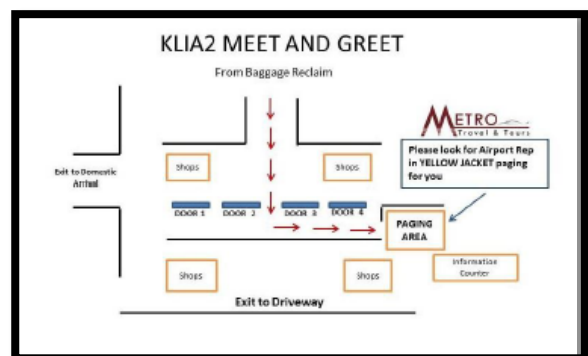 KLIA2 MEET AND GREET
From Baggage Reclaim
METRO
Travel & Tours
Please look for Airport Rep
in YELLOW JACKET paging
for you
Shops
Shops
Exit to Domestic
Arrival
DOOR 1
DOOR 2
DOOR 3
DOOR 4
PAGING
AREA
Information
Counter
Shops
Shops
Exit to Driveway